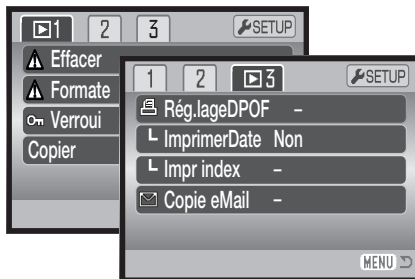 1 2 3 SETUP
Effacer
Formate
Verroui
Copier
1 2 3 SETUP
Rég.lageDPOF –
ImprimerDate Non
Impr index –
Copie eMail –
MENU